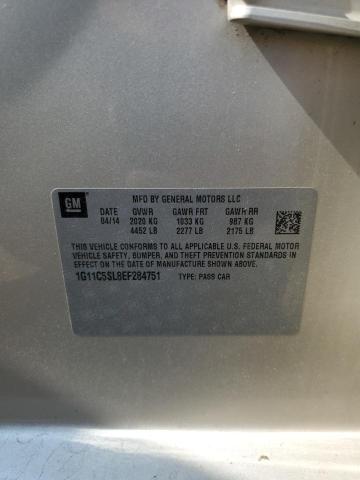 GM
MFD BY GENERAL MOTORS LLC
DATE GVWR GAWR FRT GAWR RR
04/14 2020 KG 1033 KG 987 KG
4452 LB 2277 LB 2175 LB
THIS VEHICLE CONFORMS TO ALL APPLICABLE U.S. FEDERAL MOTOR
VEHICLE SAFETY, BUMPER, AND THEFT PREVENTION STANDARDS
IN EFFECT ON THE DATE OF MANUFACTURE SHOWN ABOVE.
1G11C5SL8EF284751 TYPE: PASS CAR